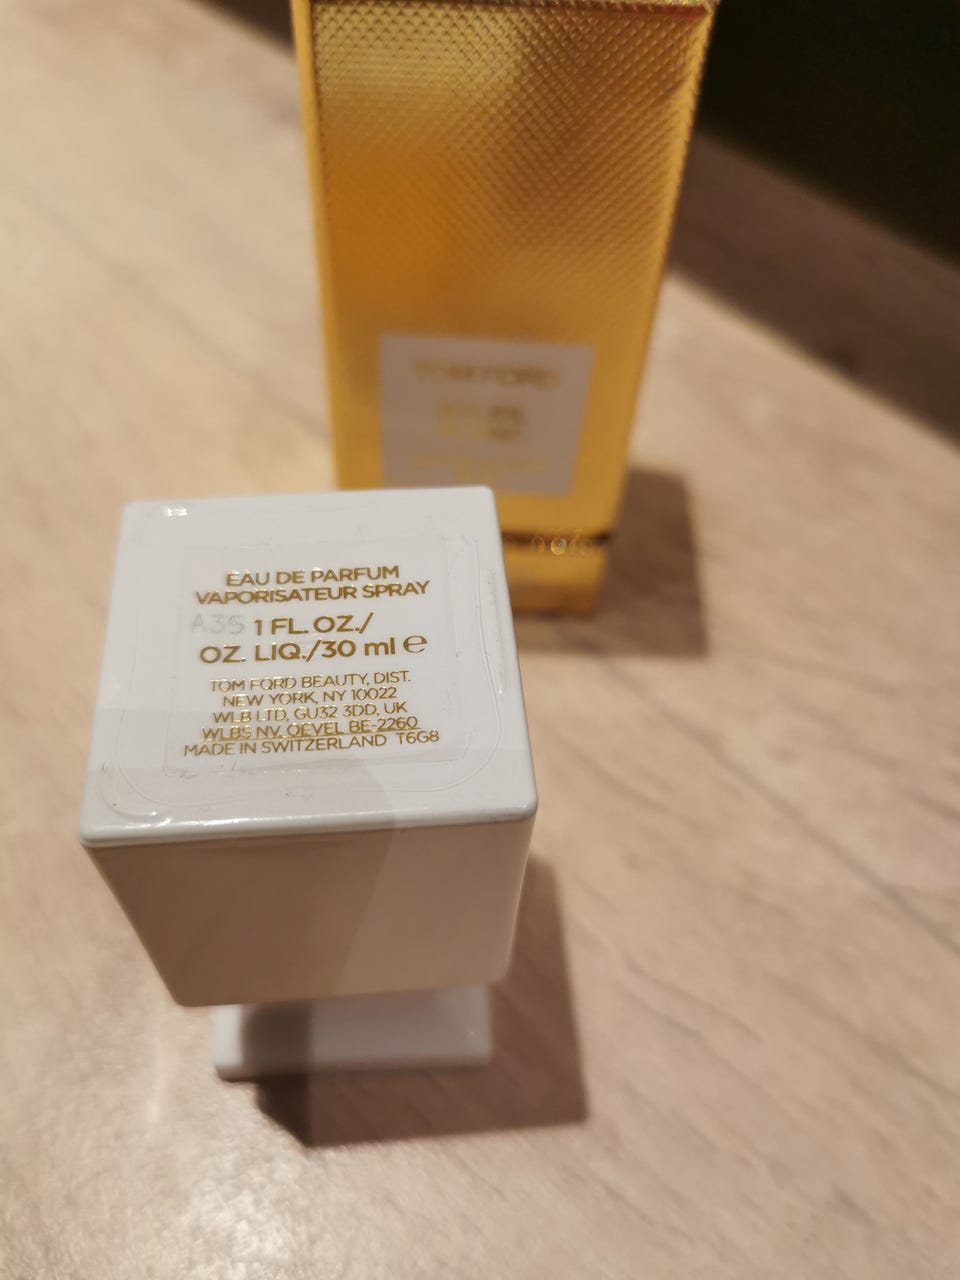 TOM FORD
EAU DE PARFUM
VAPORISATEUR SPRAY
A35 1 FL. OZ./
OZ. LIQ./30 ml ℮
TOM FORD BEAUTY, DIST.
NEW YORK, NY 10022
WLB LTD, GU32 3DD, UK
WLBS NV, OEVEL BE-2260
MADE IN SWITZERLAND T6G8